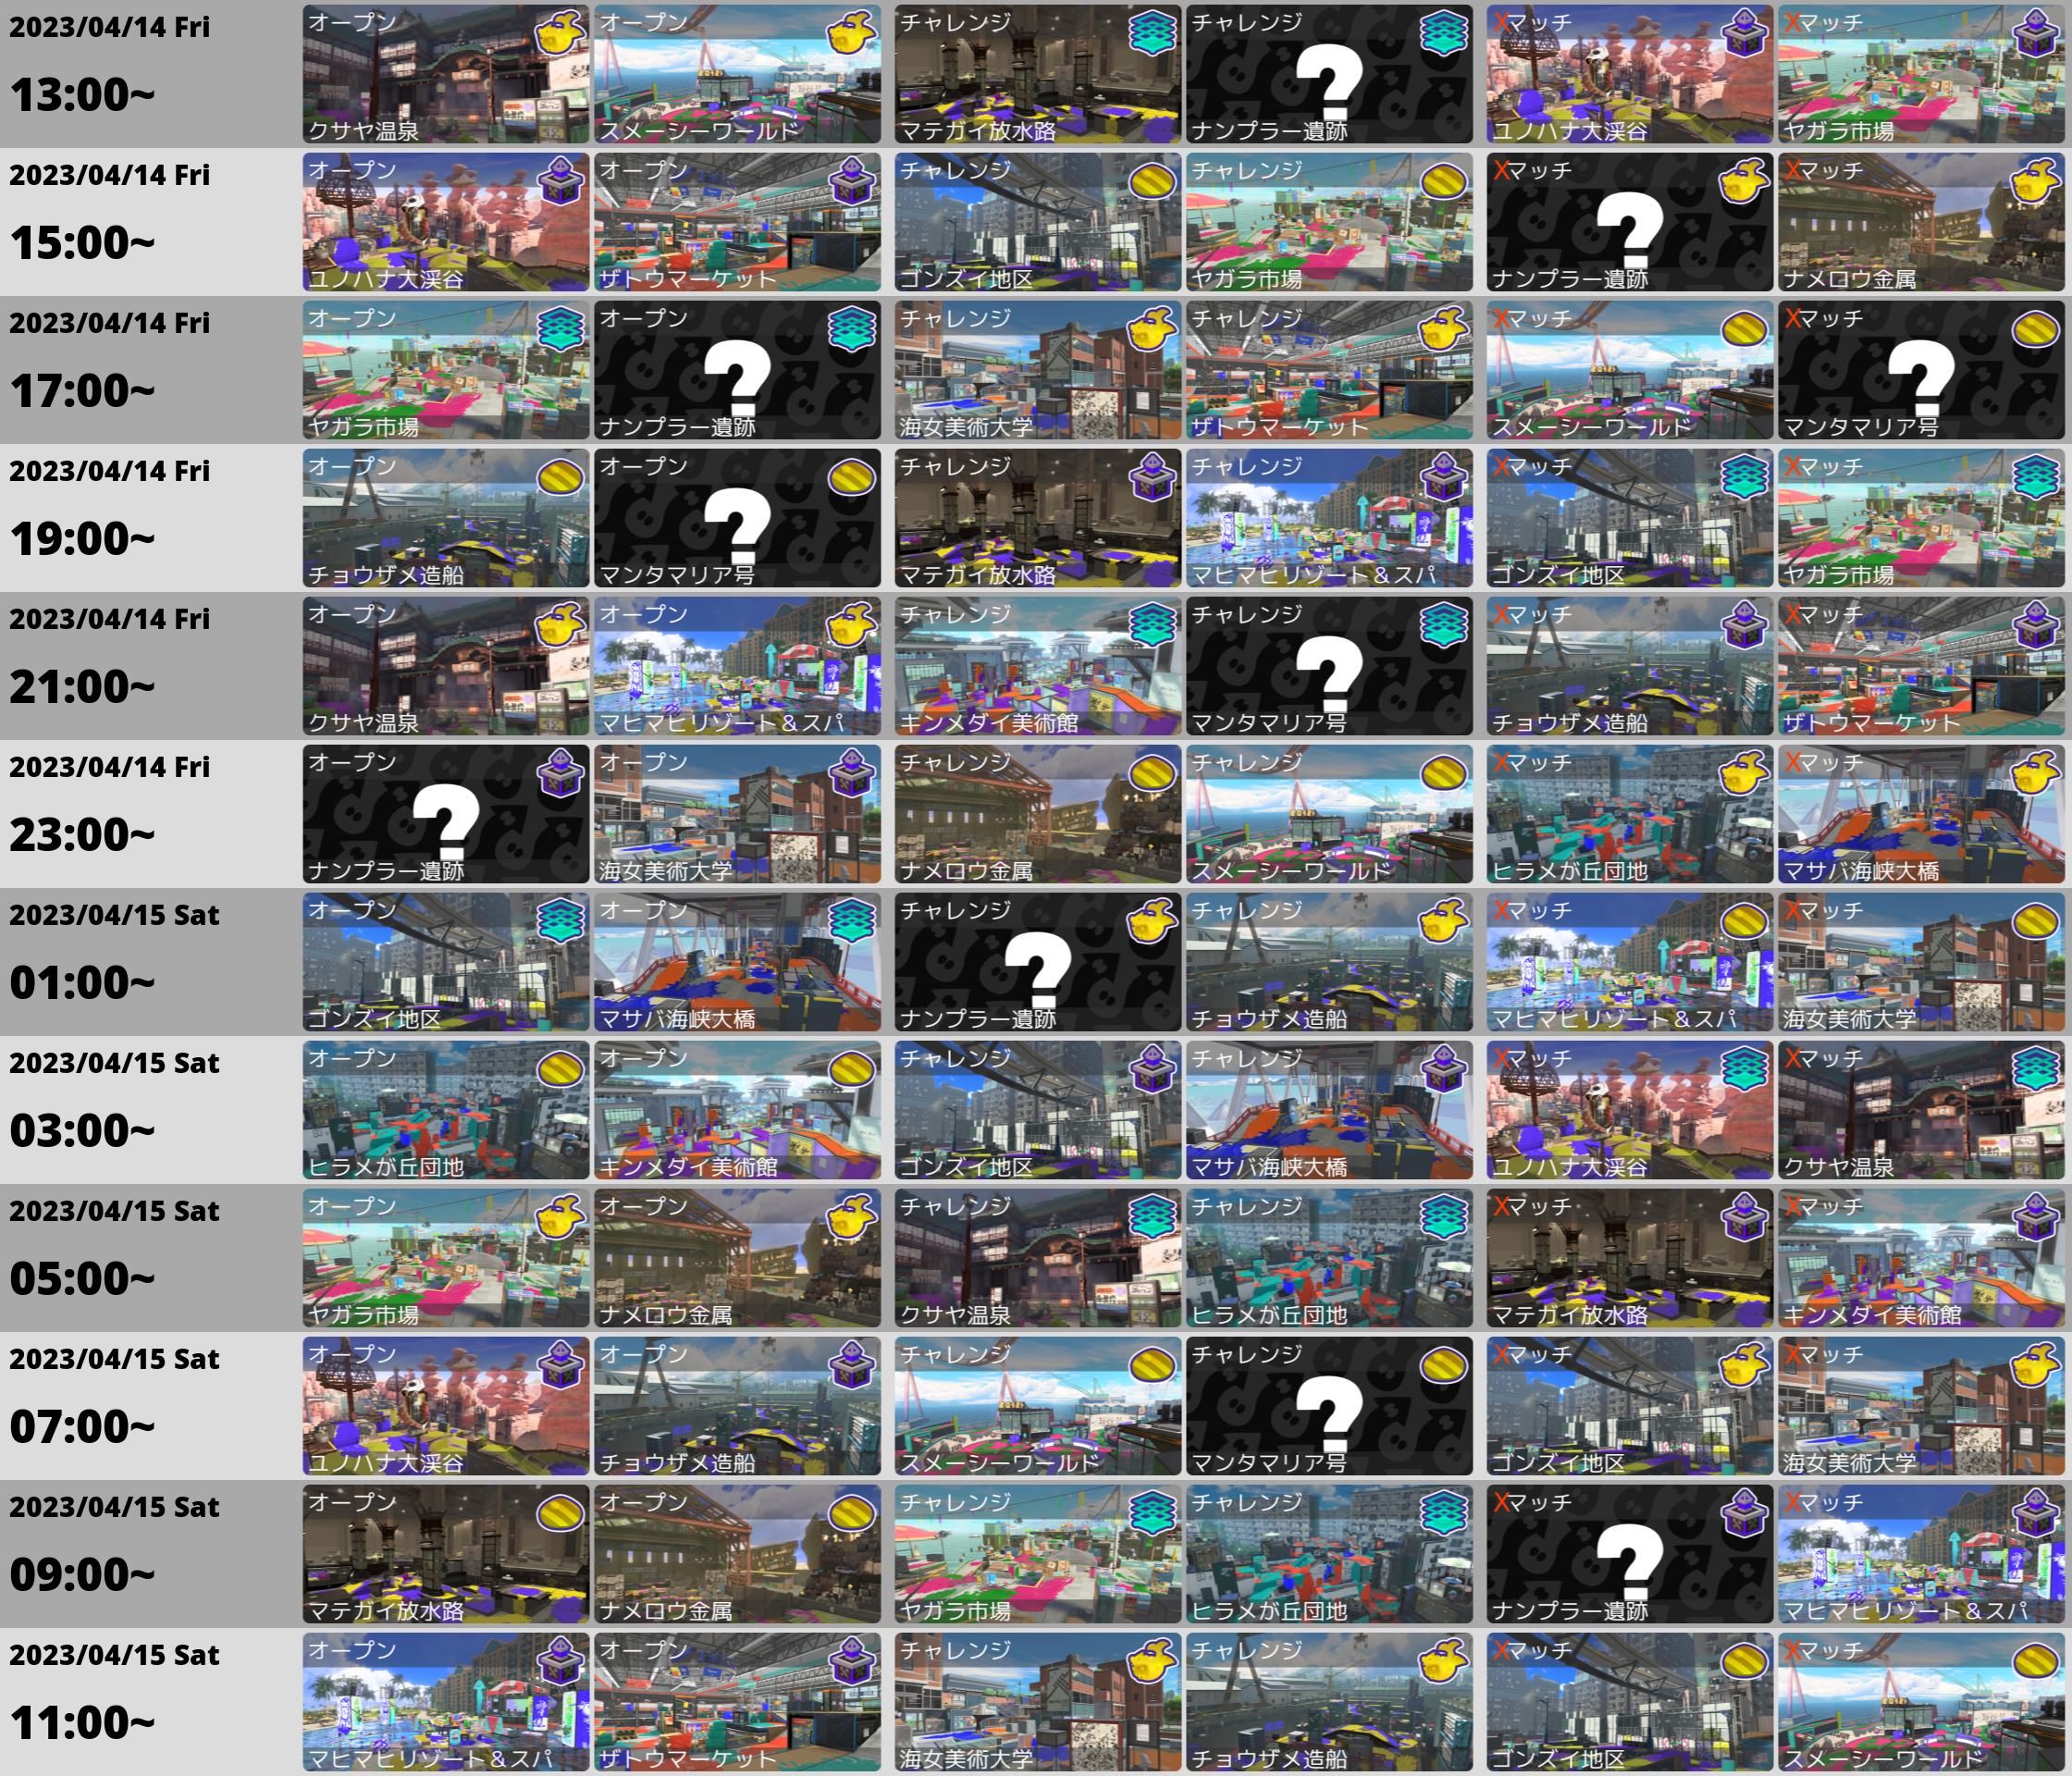 2023/04/14 Fri
13:00~
オープン オープン チャレンジ チャレンジ Xマッチ Xマッチ
クサヤ温泉 スメーシーワールド マテガイ放水路 ナンプラー遺跡 ユノハナ大渓谷 ヤガラ市場
2023/04/14 Fri
15:00~
オープン オープン チャレンジ チャレンジ Xマッチ Xマッチ
ユノハナ大渓谷 ザトウマーケット ゴンズイ地区 ヤガラ市場 ナンプラー遺跡 ナメロウ金属
2023/04/14 Fri
17:00~
オープン オープン チャレンジ チャレンジ Xマッチ Xマッチ
ヤガラ市場 ナンプラー遺跡 海女美術大学 ザトウマーケット スメーシーワールド マンタマリア号
2023/04/14 Fri
19:00~
オープン オープン チャレンジ チャレンジ Xマッチ Xマッチ
チョウザメ造船 マンタマリア号 マテガイ放水路 マヒマヒリゾート&スパ ゴンズイ地区 ヤガラ市場
2023/04/14 Fri
21:00~
オープン オープン チャレンジ チャレンジ Xマッチ Xマッチ
クサヤ温泉 マヒマヒリゾート&スパ キンメダイ美術館 マンタマリア号 チョウザメ造船 ザトウマーケット
2023/04/14 Fri
23:00~
オープン オープン チャレンジ チャレンジ Xマッチ Xマッチ
ナンプラー遺跡 海女美術大学 ナメロウ金属 スメーシーワールド ヒラメが丘団地 マサバ海峡大橋
2023/04/15 Sat
01:00~
オープン オープン チャレンジ チャレンジ Xマッチ Xマッチ
ゴンズイ地区 マサバ海峡大橋 ナンプラー遺跡 チョウザメ造船 マヒマヒリゾート&スパ 海女美術大学
2023/04/15 Sat
03:00~
オープン オープン チャレンジ チャレンジ Xマッチ Xマッチ
ヒラメが丘団地 キンメダイ美術館 ゴンズイ地区 マサバ海峡大橋 ユノハナ大渓谷 クサヤ温泉
2023/04/15 Sat
05:00~
オープン オープン チャレンジ チャレンジ Xマッチ Xマッチ
ヤガラ市場 ナメロウ金属 クサヤ温泉 ヒラメが丘団地 マテガイ放水路 キンメダイ美術館
2023/04/15 Sat
07:00~
オープン オープン チャレンジ チャレンジ Xマッチ Xマッチ
ユノハナ大渓谷 チョウザメ造船 スメーシーワールド マンタマリア号 ゴンズイ地区 海女美術大学
2023/04/15 Sat
09:00~
オープン オープン チャレンジ チャレンジ Xマッチ Xマッチ
マテガイ放水路 ナメロウ金属 ヤガラ市場 ヒラメが丘団地 ナンプラー遺跡 マヒマヒリゾート&スパ
2023/04/15 Sat
11:00~
オープン オープン チャレンジ チャレンジ Xマッチ Xマッチ
マヒマヒリゾート&スパ ザトウマーケット 海女美術大学 チョウザメ造船 ゴンズイ地区 スメーシーワールド